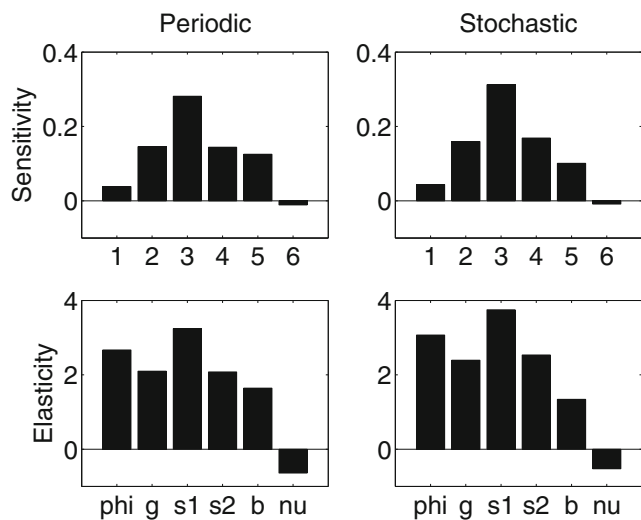 Periodic
Stochastic
Sensitivity
0.4
0.2
0
1 2 3 4 5 6
0.4
0.2
0
1 2 3 4 5 6
Elasticity
4
2
0
phi g s1 s2 b nu
4
2
0
phi g s1 s2 b nu